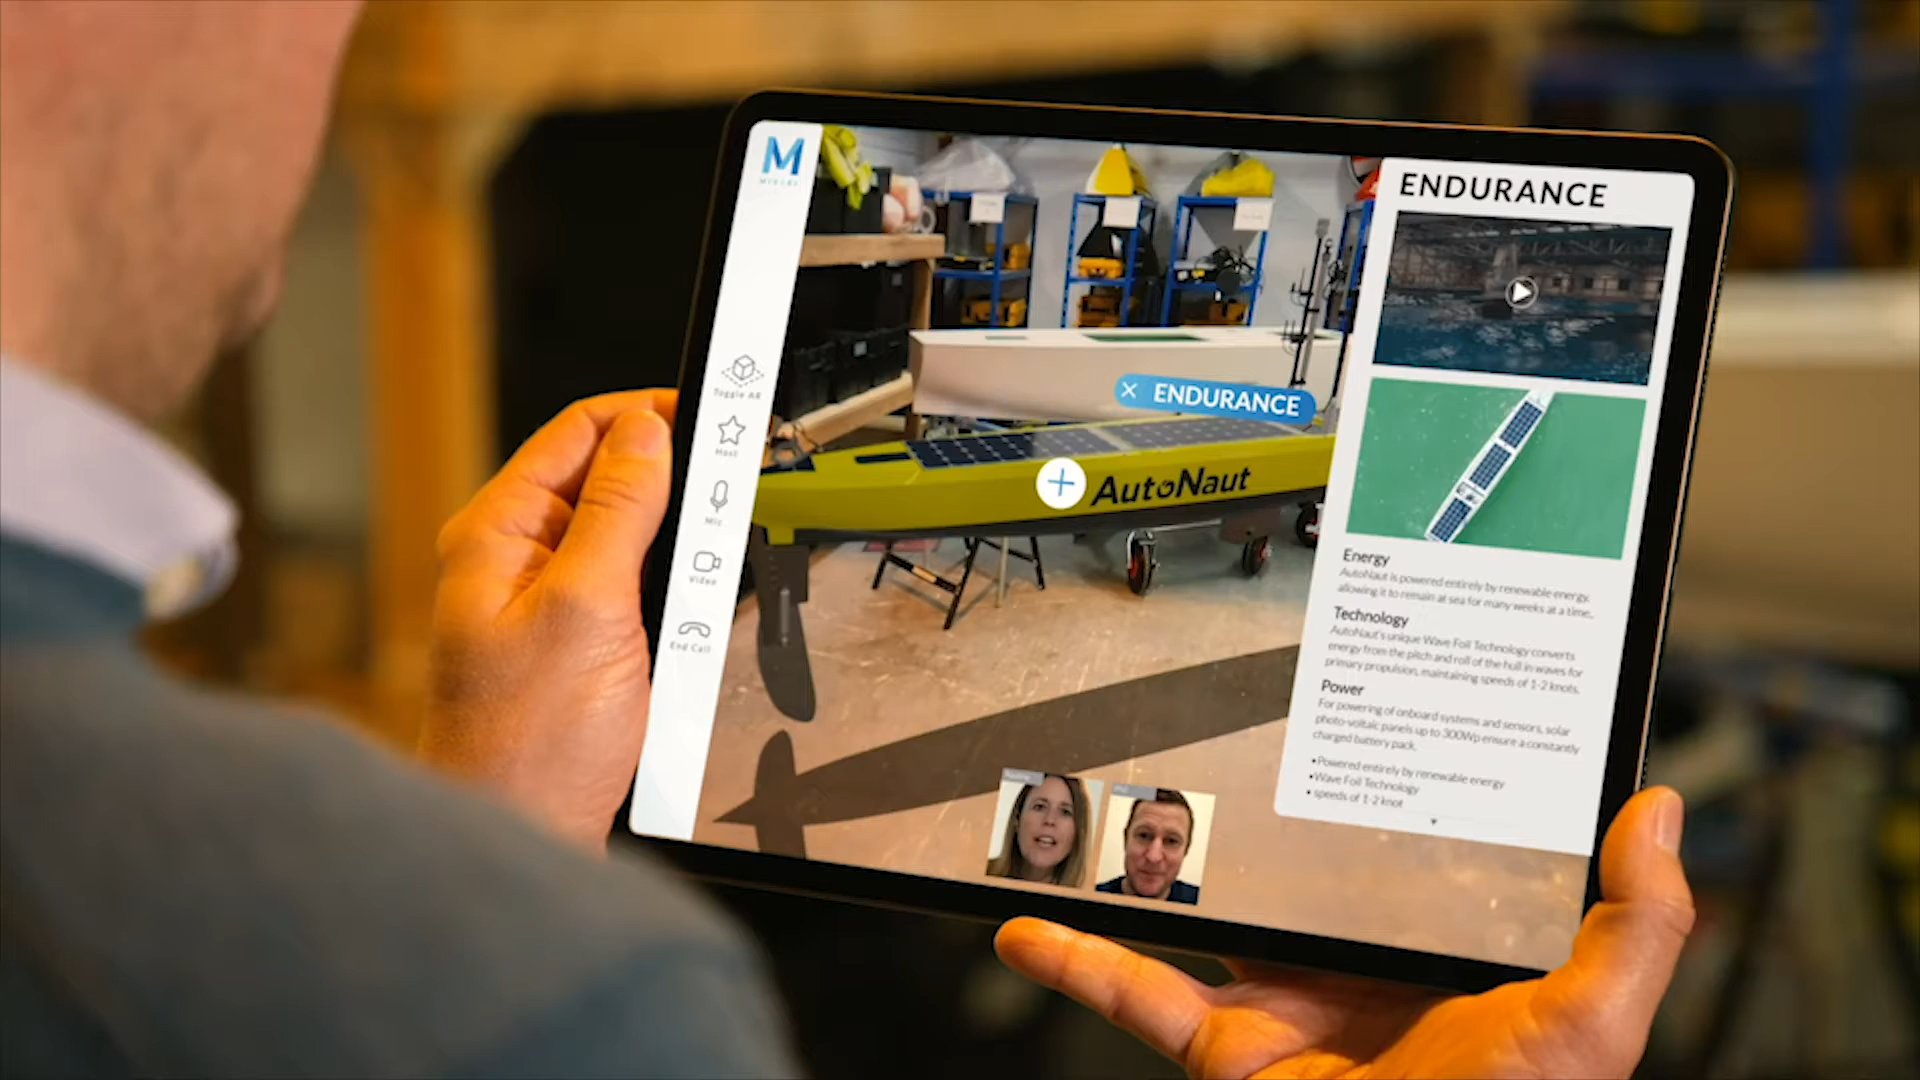 M
Toggle AR
Host
Mic
Video
End Call
ENDURANCE
AutoNaut
ENDURANCE
Energy
AutoNaut is powered entirely by renewable energy,
allowing it to remain at sea for many weeks at a time..
Technology
AutoNaut's unique Wave Foil Technology converts
energy from the pitch and roll of the hull in waves for
primary propulsion, maintaining speeds of 1-2 knots.
Power
For powering of onboard systems and sensors, solar
photo-voltaic panels up to 300Wp ensure a constantly
charged battery pack.
•Powered entirely by renewable energy
•Wave Foil Technology
• speeds of 1-2 knot